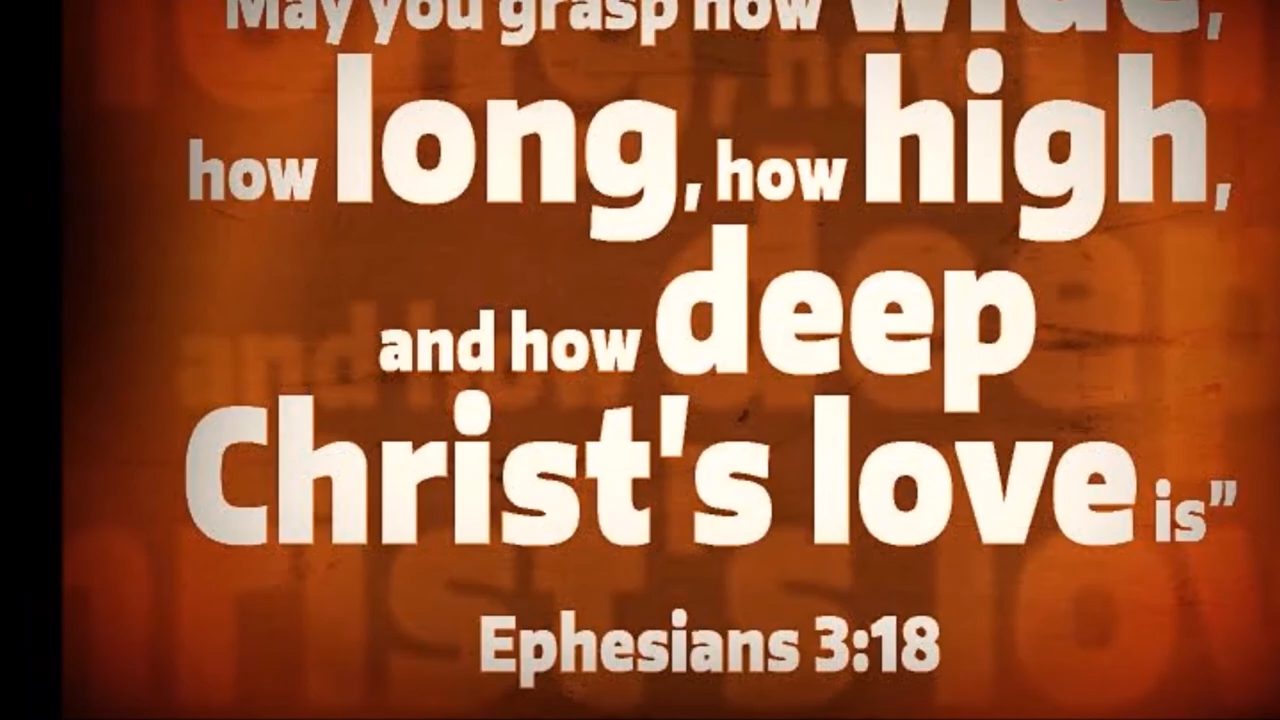 May you grasp how wide,
how long, how high,
and how deep
Christ's love is”
Ephesians 3:18